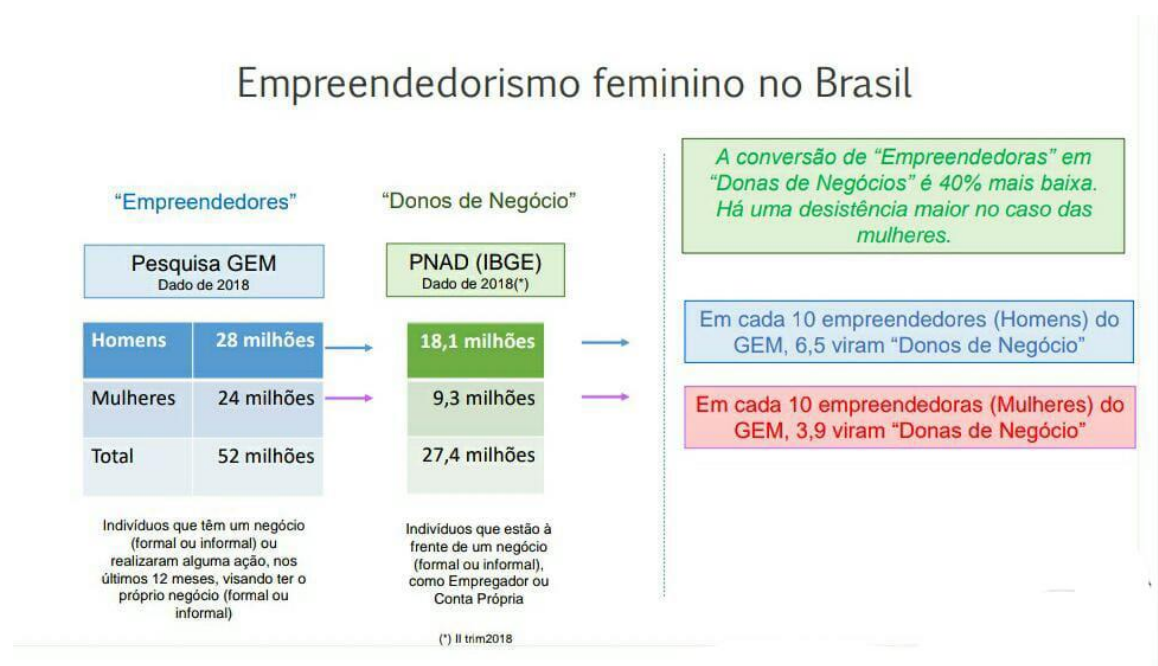 Empreendedorismo feminino no Brasil
“Empreendedores”
Pesquisa GEM
Dado de 2018
Homens 28 milhões
Mulheres 24 milhões
Total 52 milhões
Indivíduos que têm um negócio
(formal ou informal) ou
realizaram alguma ação, nos
últimos 12 meses, visando ter o
próprio negócio (formal ou
informal)
“Donos de Negócio”
PNAD (IBGE)
Dado de 2018(*)
18,1 milhões
9,3 milhões
27,4 milhões
Indivíduos que estão à
frente de um negócio
(formal ou informal),
como Empregador ou
Conta Própria
(*) II trim2018
A conversão de “Empreendedoras” em
“Donas de Negócios” é 40% mais baixa.
Há uma desistência maior no caso das
mulheres.
Em cada 10 empreendedores (Homens) do
GEM, 6,5 viram “Donos de Negócio”
Em cada 10 empreendedoras (Mulheres) do
GEM, 3,9 viram “Donas de Negócio”